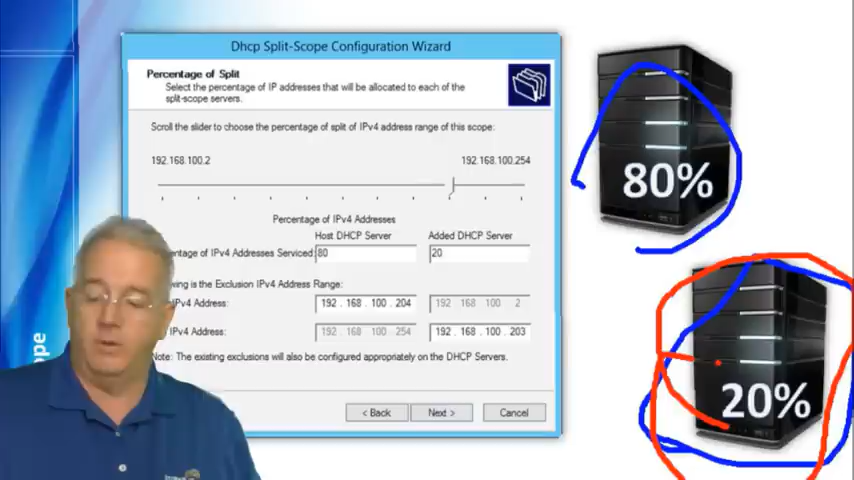 Dhcp Split-Scope Configuration Wizard
Percentage of Split
Select the percentage of IP addresses that will be allocated to each of the
split-scope servers.
Scroll the slider to choose the percentage of split of IPv4 address range of this scope:
192.168.100.2 192.168.100.254
Percentage of IPv4 Addresses
Host DHCP Server Added DHCP Server
centage of IPv4 Addresses Serviced: 80 20
wing is the Exclusion IPv4 Address Range:
IPv4 Address: 192 . 168 . 100 . 204 192 . 168 . 100 . 2
IPv4 Address: 192 . 168 . 100 . 254 192 . 168 . 100 . 203
Note: The existing exclusions will also be configured appropriately on the DHCP Servers.
< Back Next > Cancel
80%
20%
ope